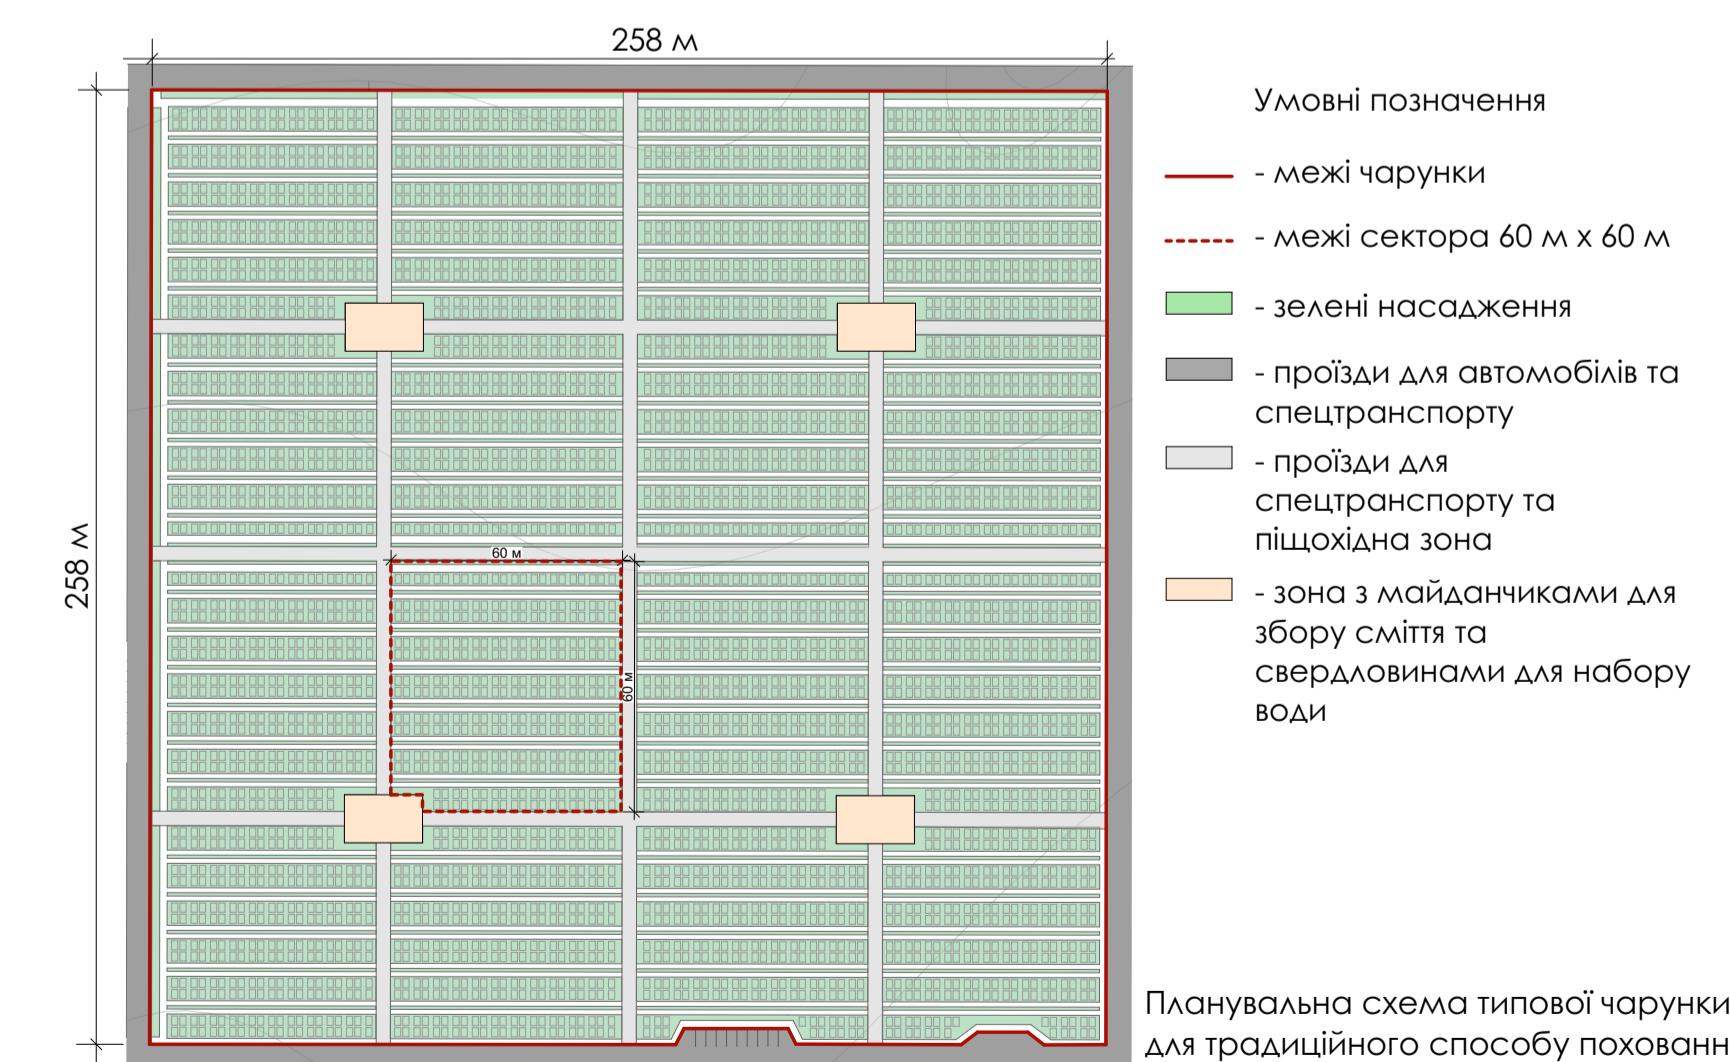 258 м
258 м
60 м
60 м
Умовні позначення
- межі чарунки
- межі сектора 60 м х 60 м
- зелені насадження
- проїзди для автомобілів та
спецтранспорту
- проїзди для
спецтранспорту та
піщохідна зона
- зона з майданчиками для
збору сміття та
свердловинами для набору
води
Планувальна схема типової чарунки
для традиційного способу похованн